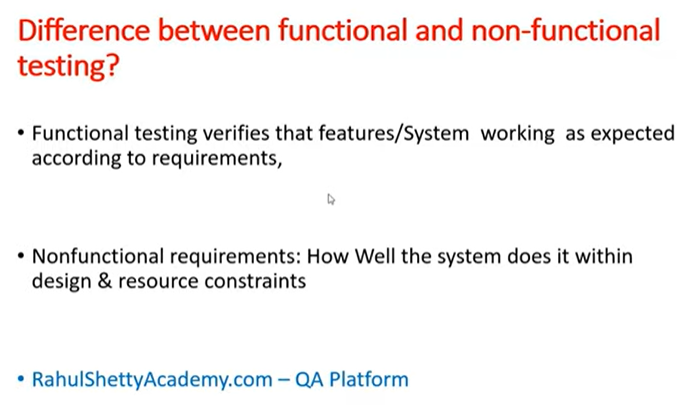 Difference between functional and non-functional
testing?
• Functional testing verifies that features/System working as expected
according to requirements,
• Nonfunctional requirements: How Well the system does it within
design & resource constraints
• RahulShettyAcademy.com – QA Platform